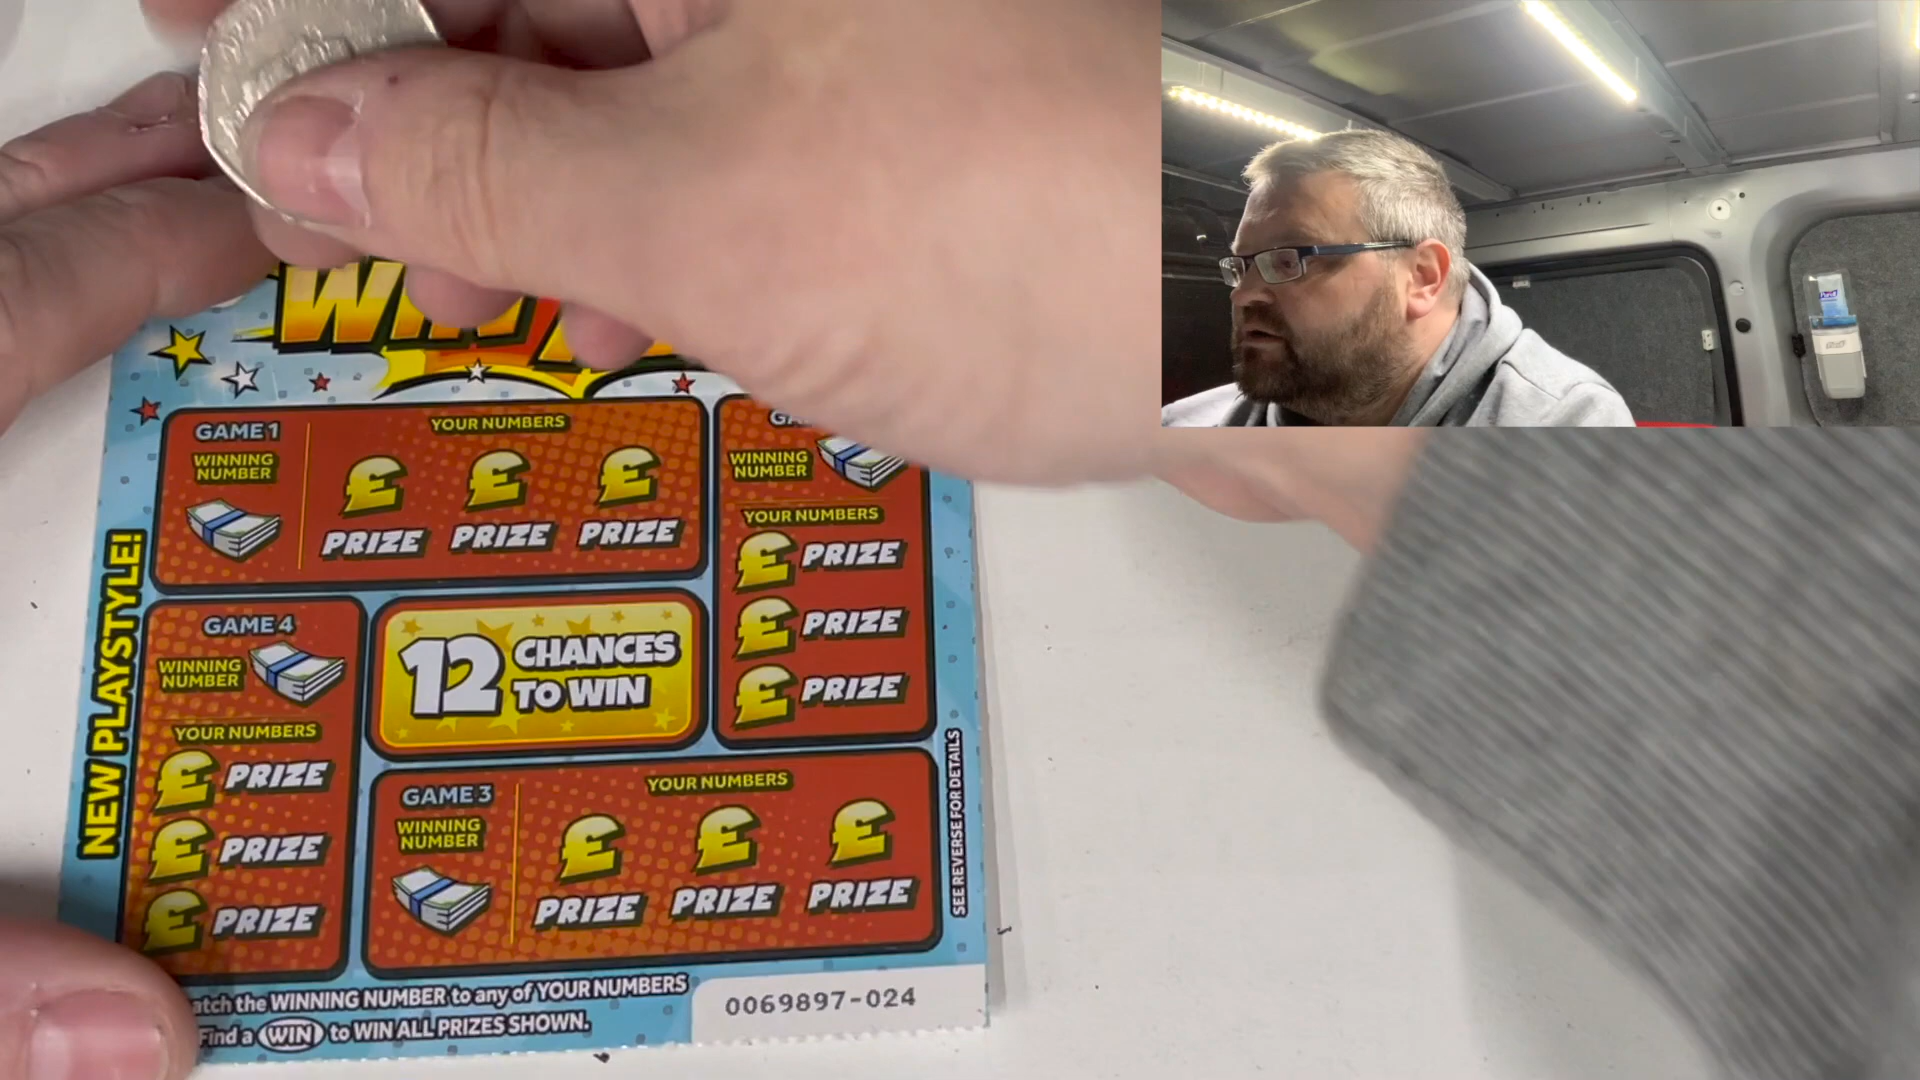 WIN
GAME 1
YOUR NUMBERS
WINNING
NUMBER
£ £ £
PRIZE PRIZE PRIZE
WINNING
NUMBER
YOUR NUMBERS
£ PRIZE
£ PRIZE
£ PRIZE
NEW PLAYSTYLE!
GAME 4
WINNING
NUMBER
YOUR NUMBERS
£ PRIZE
£ PRIZE
£ PRIZE
12 CHANCES
TO WIN
GAME 3
YOUR NUMBERS
WINNING
NUMBER
£ £ £
PRIZE PRIZE PRIZE
SEE REVERSE FOR DETAILS
the WINNING NUMBER to any of YOUR NUMBERS
Find a WIN to WIN ALL PRIZES SHOWN.
0069897-024